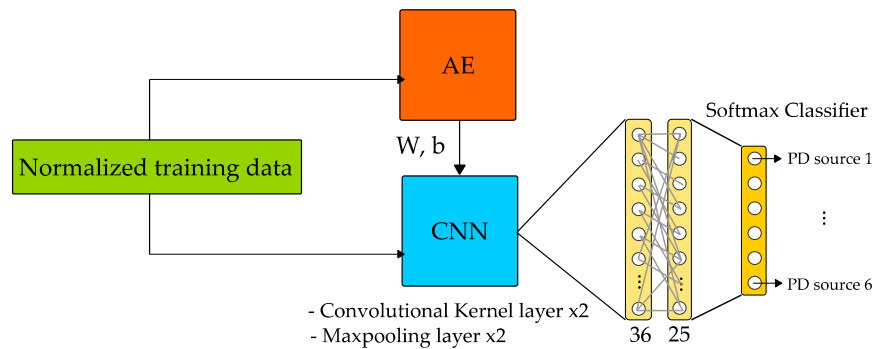 AE
Softmax Classifier
W, b
Normalized training data
PD source 1
CNN
...
PD source 6
- Convolutional Kernel layer x2
- Maxpooling layer x2
36 25